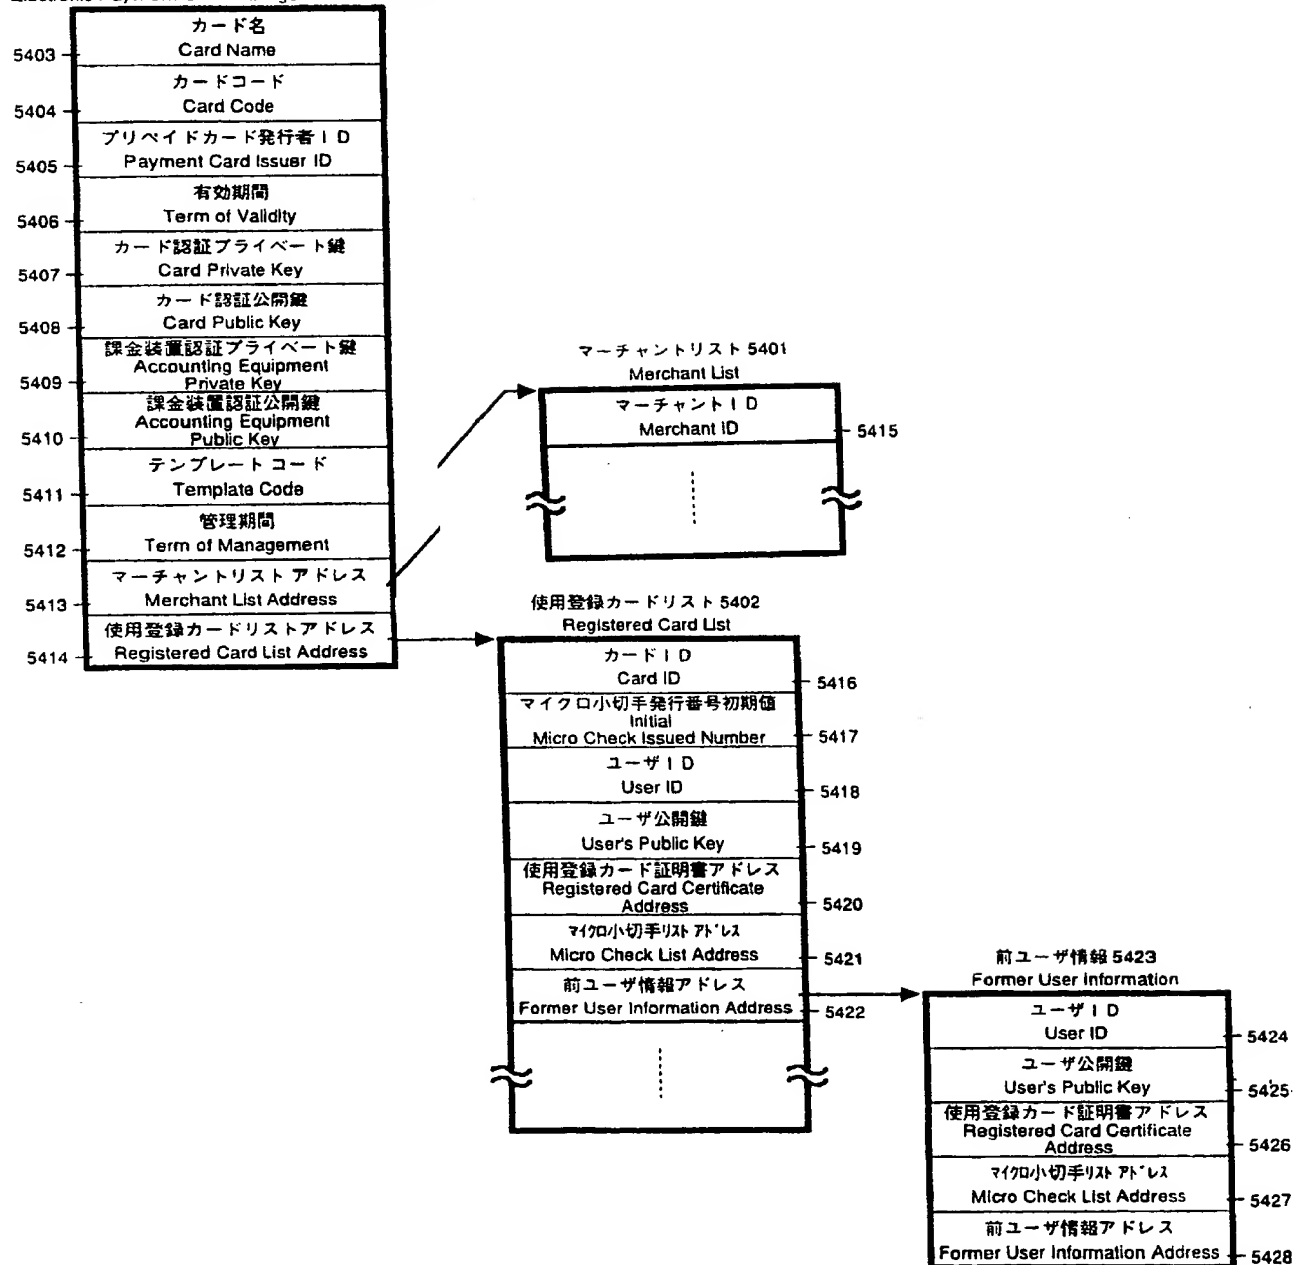 カード名
Card Name
5403
カードコード
Card Code
5404
プリペイドカード発行者ID
Payment Card Issuer ID
5405
有効期間
Term of Validity
5406
カード認証プライベート鍵
Card Private Key
5407
カード認証公開鍵
Card Public Key
5408
課金装置認証プライベート鍵
Accounting Equipment
Private Key
5409
課金装置認証公開鍵
Accounting Equipment
Public Key
5410
テンプレートコード
Template Code
5411
管理期間
Term of Management
5412
マーチャントリスト アドレス
Merchant List Address
5413
使用登録カードリストアドレス
Registered Card List Address
5414
マーチャントリスト 5401
Merchant List
マーチャントID
Merchant ID
5415
使用登録カードリスト 5402
Registered Card List
カードID
Card ID
5416
マイクロ小切手発行番号初期値
Initial
Micro Check Issued Number
5417
ユーザID
User ID
5418
ユーザ公開鍵
User's Public Key
5419
使用登録カード証明書アドレス
Registered Card Certificate
Address
5420
マイクロ小切手リスト アドレス
Micro Check List Address
5421
前ユーザ情報アドレス
Former User Information Address
5422
前ユーザ情報 5423
Former User Information
ユーザID
User ID
5424
ユーザ公開鍵
User's Public Key
5425
使用登録カード証明書アドレス
Registered Card Certificate
Address
5426
マイクロ小切手リスト アドレス
Micro Check List Address
5427
前ユーザ情報アドレス
Former User Information Address
5428